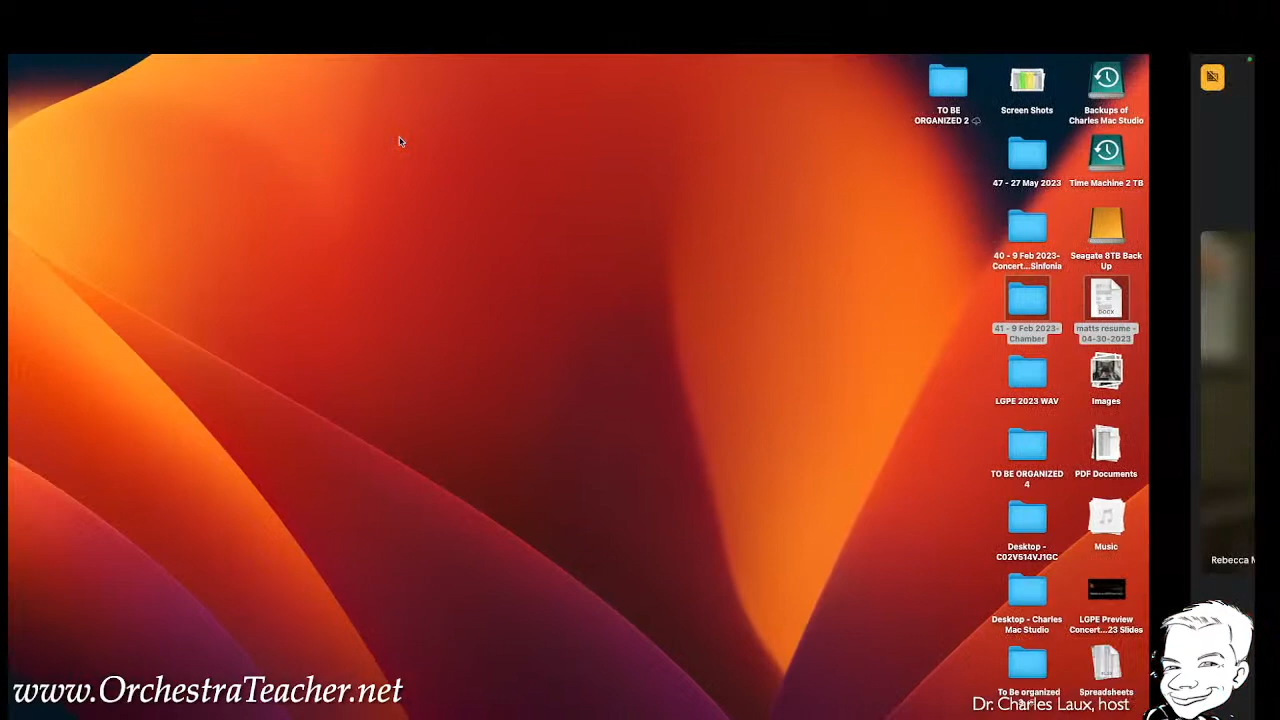 TO BE
ORGANIZED 2
Screen Shots
Backups of
Charles Mac Studio
47 - 27 May 2023
Time Machine 2 TB
40 - 9 Feb 2023-
Concert...Sinfonia
Seagate 8TB Back
Up
41 - 9 Feb 2023-
Chamber
DOCX
matts resume -
04-30-2023
LGPE 2023 WAV
Images
TO BE ORGANIZED
4
PDF Documents
Desktop -
C02V514VJ1GC
Music
Rebecca M
Desktop - Charles
Mac Studio
LGPE Preview
Concert...23 Slides
To Be organized
Spreadsheets
www.OrchestraTeacher.net
Dr. Charles Laux, host